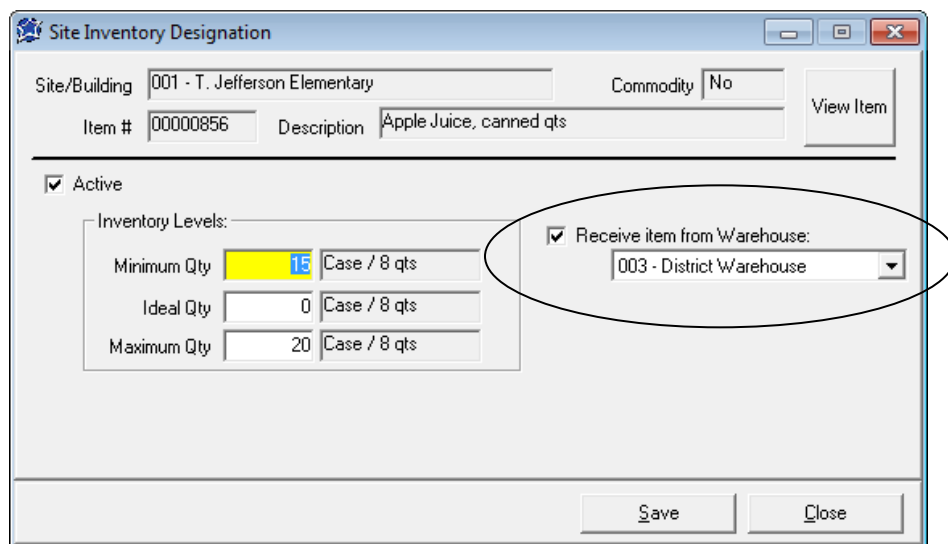 Site Inventory Designation
Site/Building 001 - T. Jefferson Elementary Commodity No
View Item
Item # 00000856 Description Apple Juice, canned qts
Active
Inventory Levels:
Receive item from Warehouse:
Minimum Qty 15 Case / 8 qts
003 - District Warehouse
Ideal Qty 0 Case / 8 qts
Maximum Qty 20 Case / 8 qts
Save Close